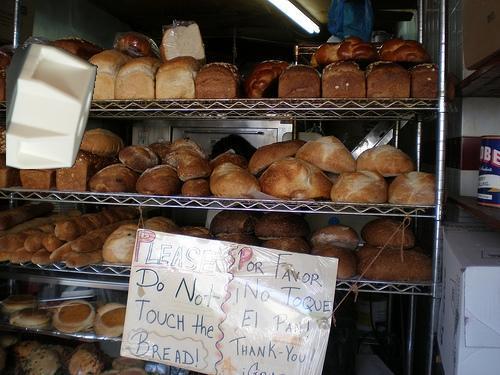 Please
Do Not
Touch the
Bread!
Por Favor
¡No Toque
El Pan!
Thank-You!